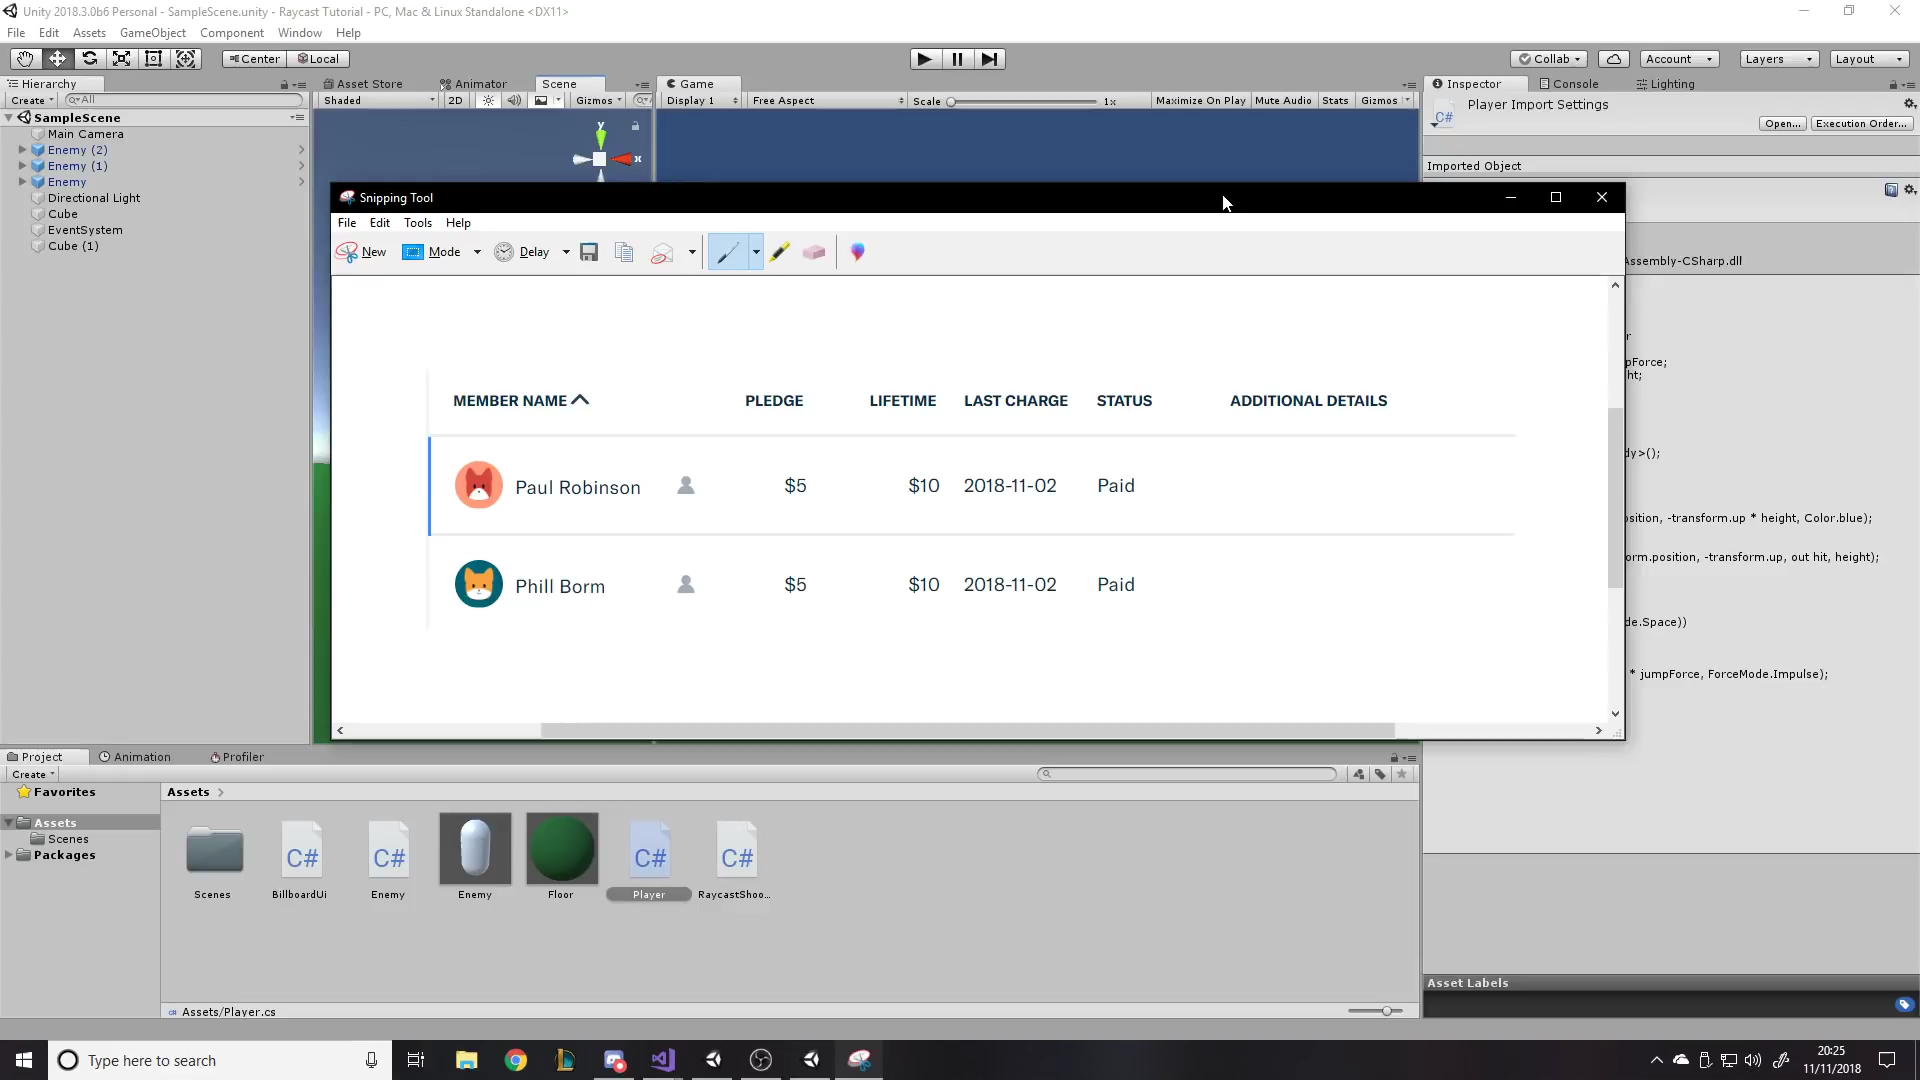 Unity 2018.3.0b6 Personal - SampleScene.unity - Raycast Tutorial - PC, Mac & Linux Standalone <DX11>
File Edit Assets GameObject Component Window Help
Center Local Collab Account Layers Layout
Hierarchy Asset Store Animator Scene Game Inspector Console Lighting
Create All Shaded 2D Gizmos Display 1 Free Aspect Scale 1x Maximize On Play Mute Audio Stats Gizmos
Player Import Settings
Open... Execution Order...
Imported Object
SampleScene
Main Camera
Enemy (2)
Enemy (1)
Enemy
Directional Light
Cube
EventSystem
Cube (1)
y
x
C#
Snipping Tool
File Edit Tools Help
New Mode Delay
MEMBER NAME PLEDGE LIFETIME LAST CHARGE STATUS ADDITIONAL DETAILS
Paul Robinson $5 $10 2018-11-02 Paid
Phill Borm $5 $10 2018-11-02 Paid
Assembly-CSharp.dll
r
pForce;
ht;
dy>();
osition, -transform.up * height, Color.blue);
orm.position, -transform.up, out hit, height);
de.Space))
* jumpForce, ForceMode.Impulse);
Project Animation Profiler
Create
Favorites
Assets
Scenes
Packages
Assets
C# C# C# C#
Scenes BillboardUi Enemy Enemy Floor Player RaycastShoo...
Assets/Player.cs
Asset Labels
Type here to search
20:25
11/11/2018